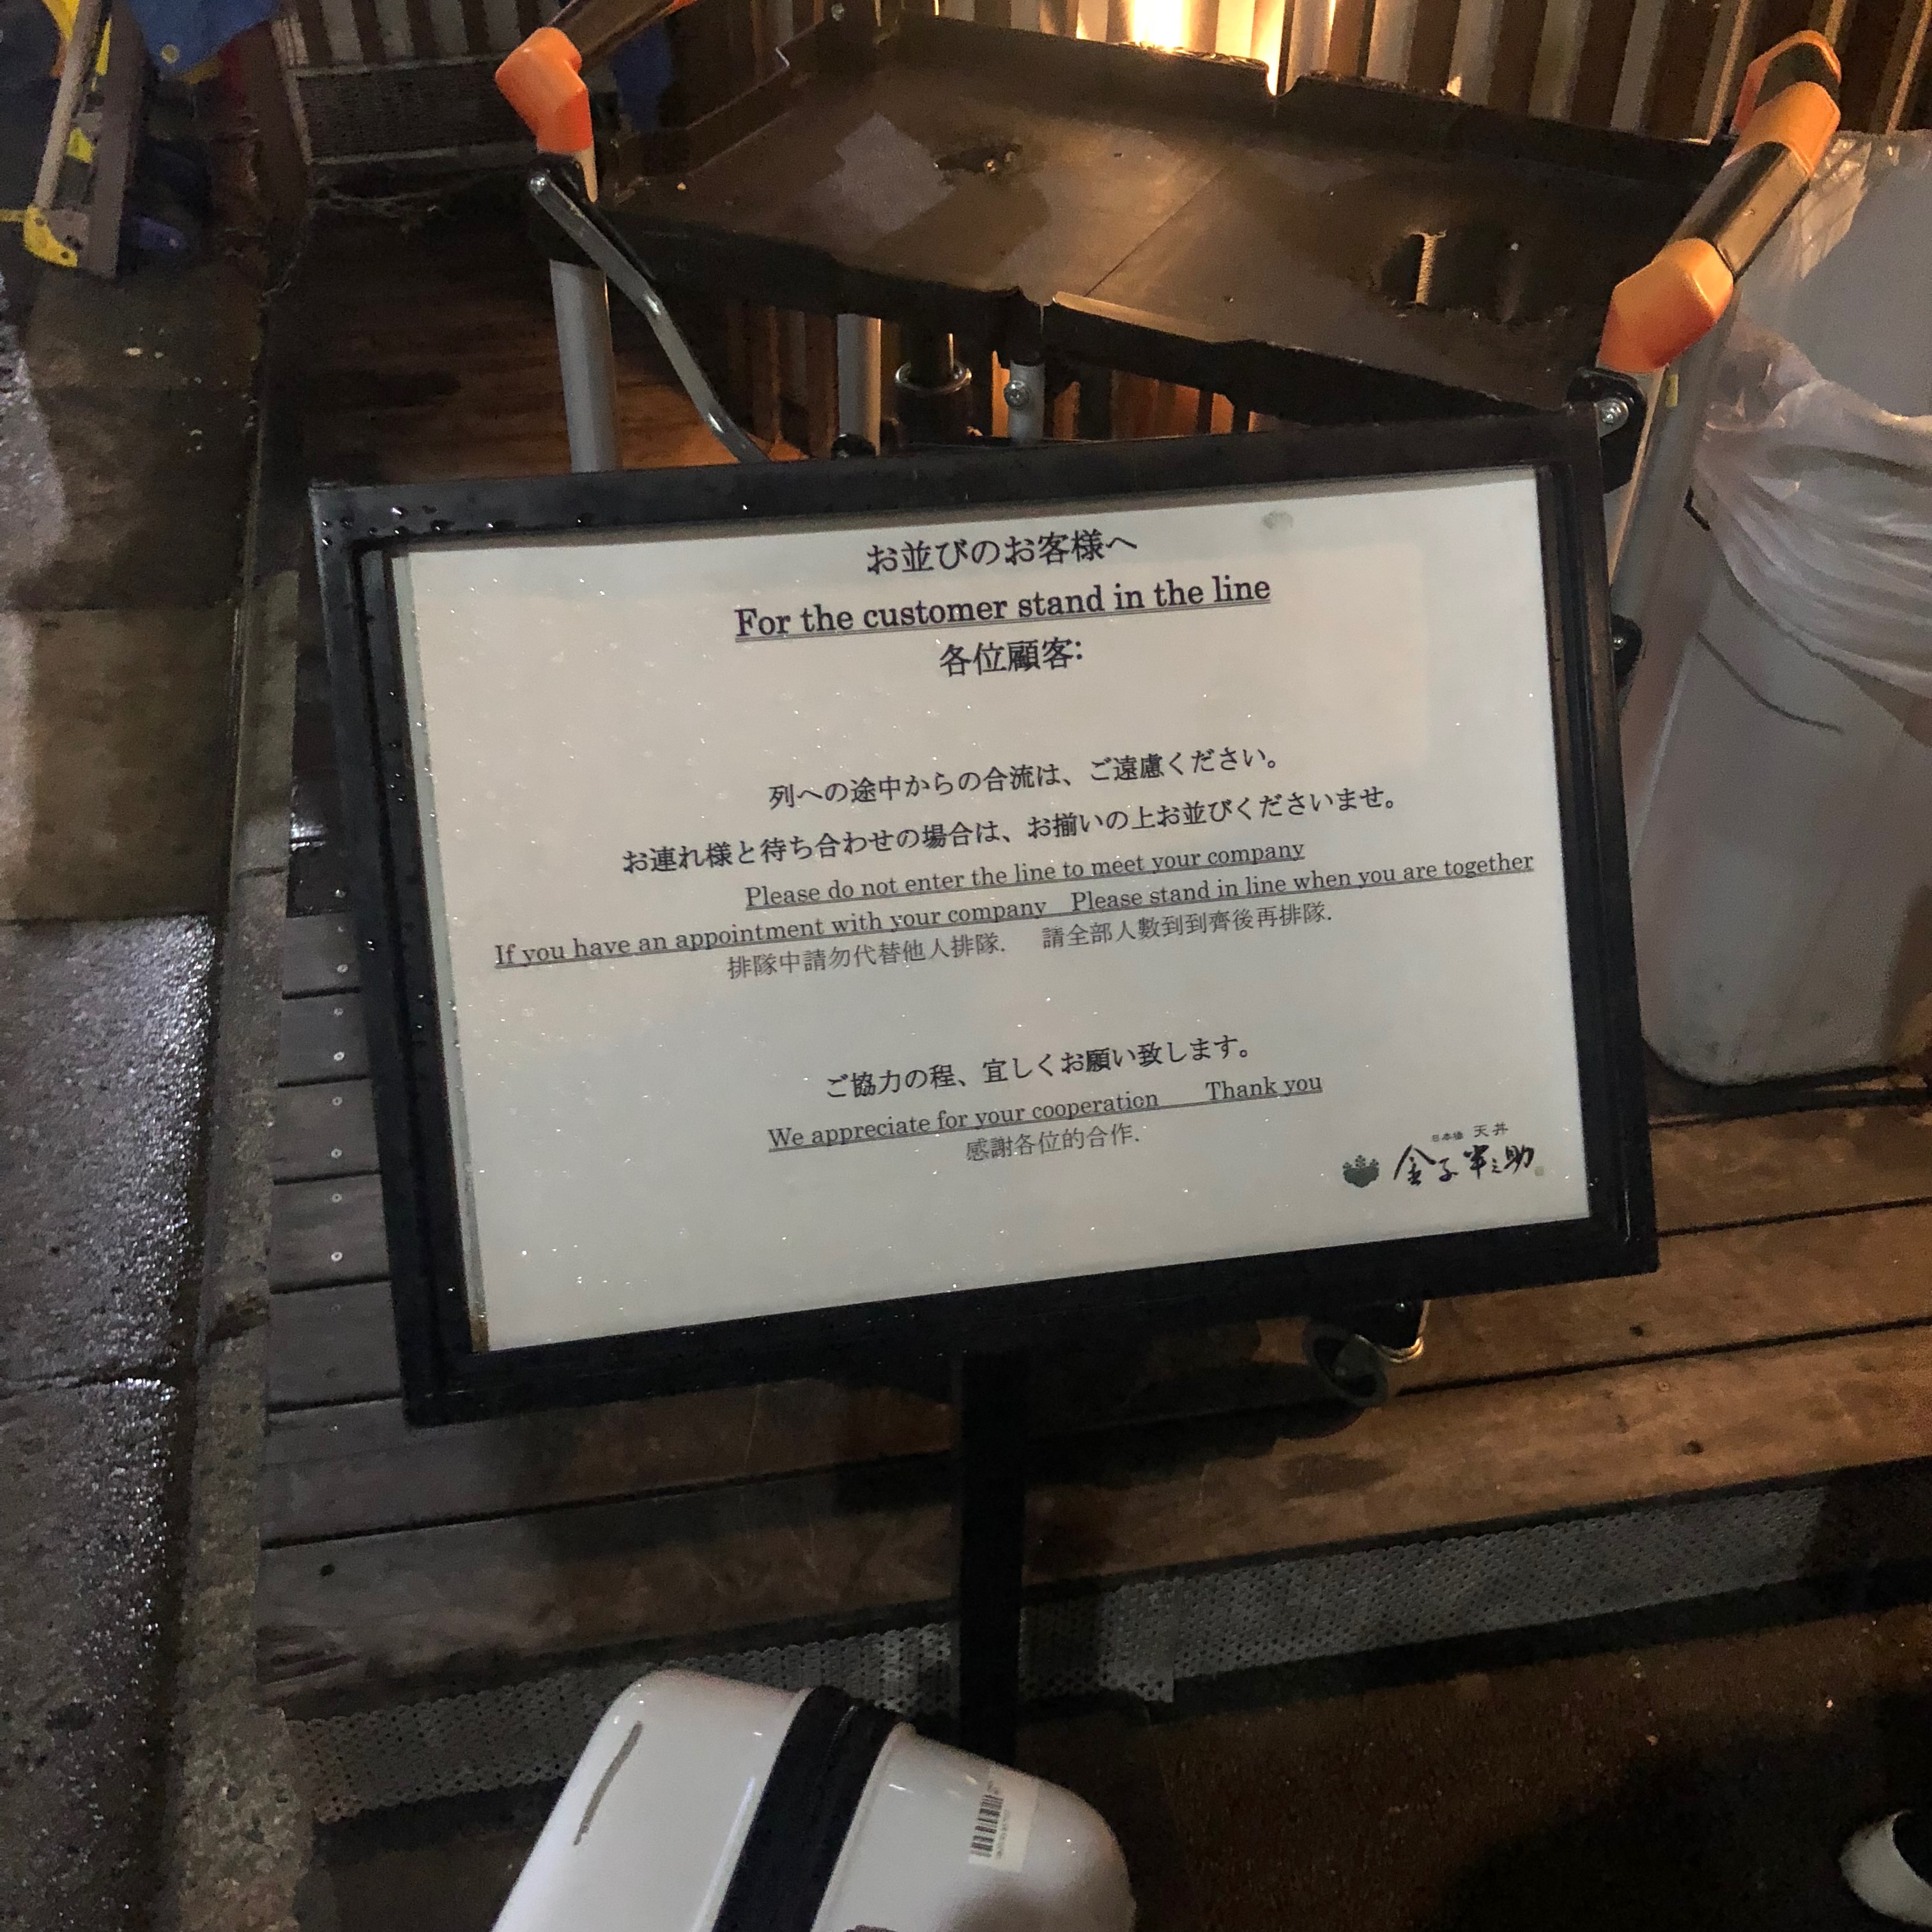 お並びのお客様へ
For the customer stand in the line
各位顧客:
列への途中からの合流は、ご遠慮ください。
お連れ様と待ち合わせの場合は、お揃いの上お並びくださいませ。
Please do not enter the line to meet your company
If you have an appointment with your company Please stand in line when you are together
排隊中請勿代替他人排隊. 請全部人數到到齊後再排隊.
ご協力の程、宜しくお願い致します。
We appreciate for your cooperation Thank you
感謝各位的合作.
日本橋 天丼
金子半之助